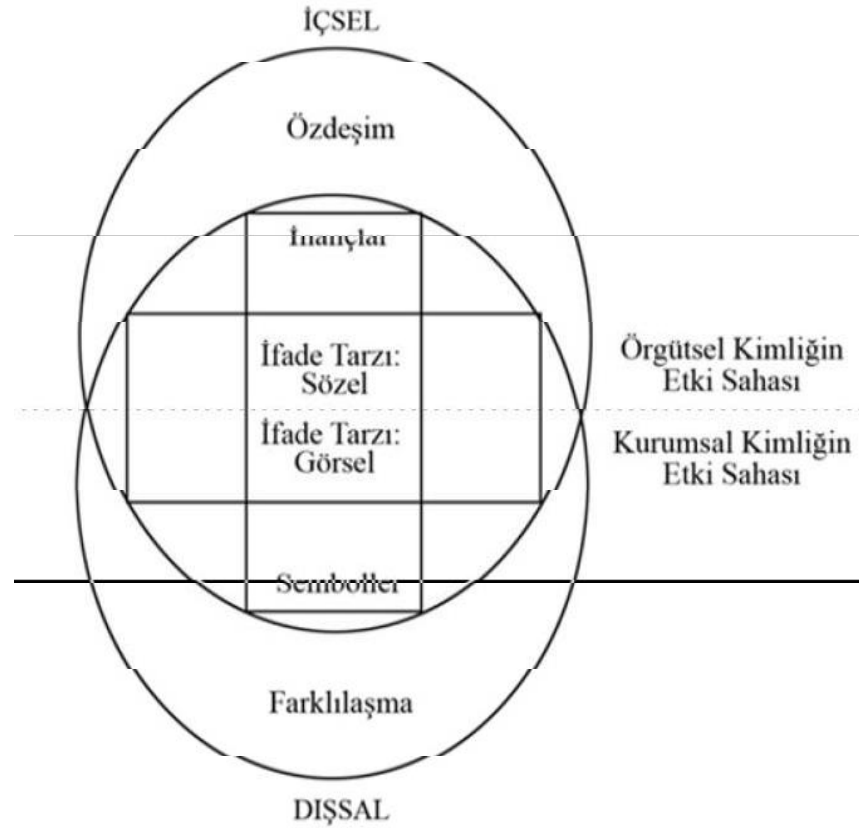 İÇSEL
Özdeşim
İnançlar
İfade Tarzı:
Sözel
Örgütsel Kimliğin
Etki Sahası
İfade Tarzı:
Görsel
Kurumsal Kimliğin
Etki Sahası
Semboller
Farklılaşma
DIŞSAL